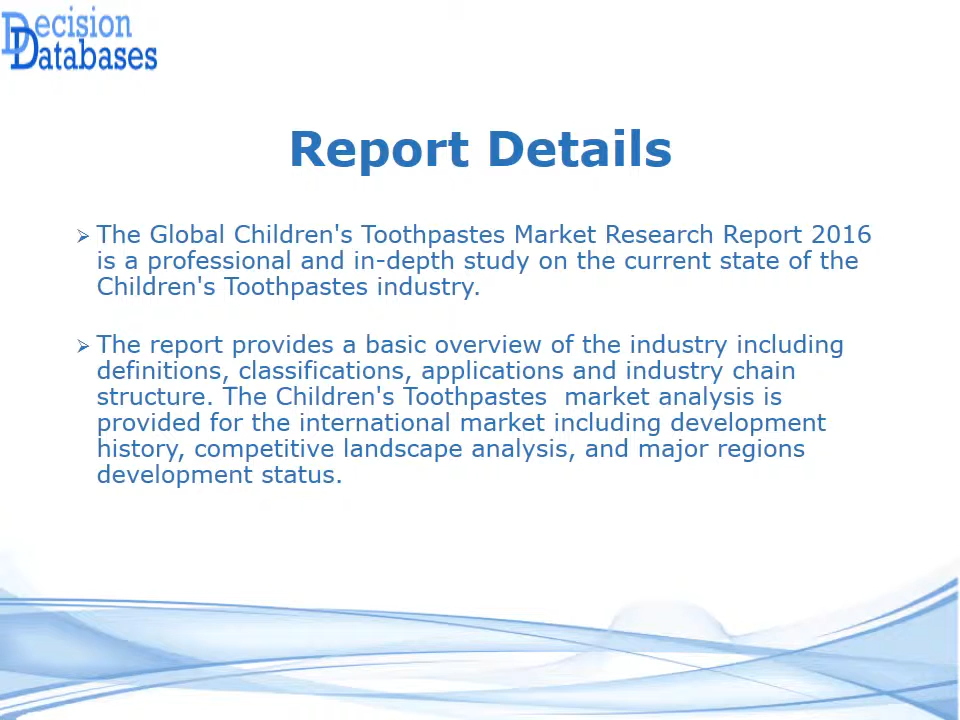 Decision
Databases
Report Details
➢ The Global Children's Toothpastes Market Research Report 2016
is a professional and in-depth study on the current state of the
Children's Toothpastes industry.
➢ The report provides a basic overview of the industry including
definitions, classifications, applications and industry chain
structure. The Children's Toothpastes  market analysis is
provided for the international market including development
history, competitive landscape analysis, and major regions
development status.